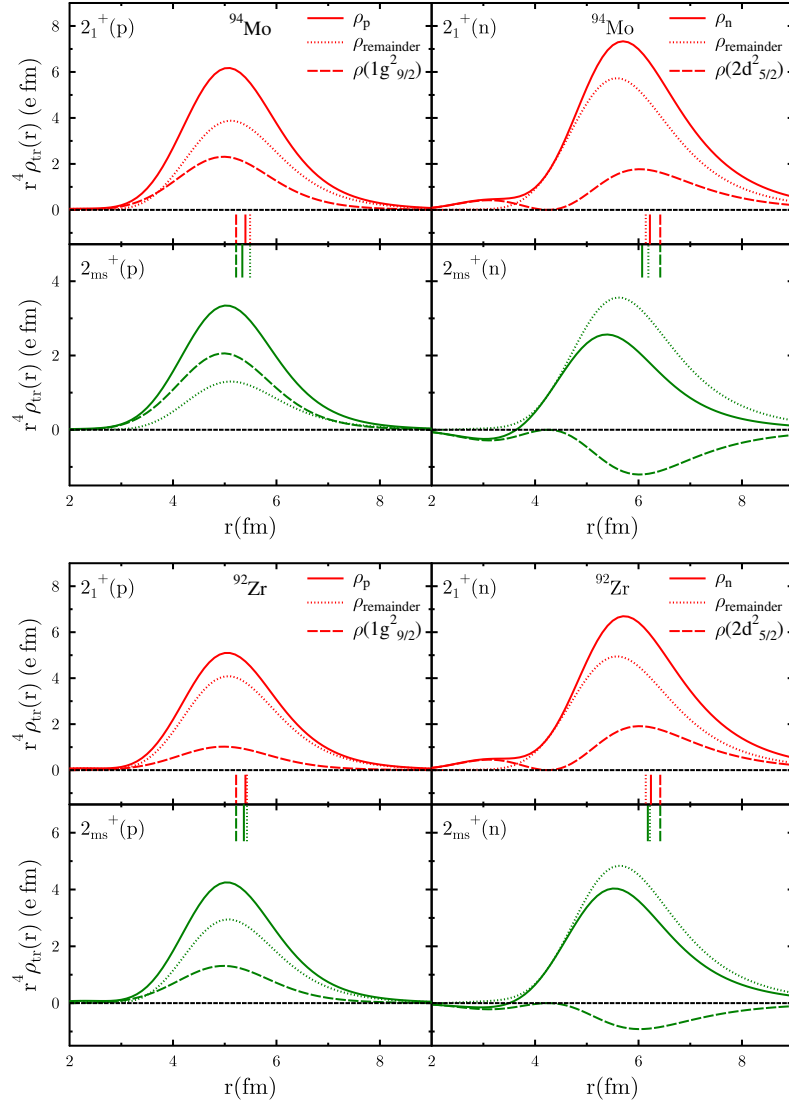 2₁⁺(p) ⁹⁴Mo ρₚ
ρremainder
ρ(1g²9/2)
2₁⁺(n) ⁹⁴Mo ρₙ
ρremainder
ρ(2d²5/2)
r⁴ρtr(r) (e fm)
8
6
4
2
0
2ms⁺(p)
2ms⁺(n)
r⁴ρtr(r) (e fm)
4
2
0
2 4 6 8
2 4 6 8
r(fm)
r(fm)
2₁⁺(p) ⁹²Zr ρₚ
ρremainder
ρ(1g²9/2)
2₁⁺(n) ⁹²Zr ρₙ
ρremainder
ρ(2d²5/2)
r⁴ρtr(r) (e fm)
8
6
4
2
0
2ms⁺(p)
2ms⁺(n)
r⁴ρtr(r) (e fm)
6
4
2
0
2 4 6 8
2 4 6 8
r(fm)
r(fm)